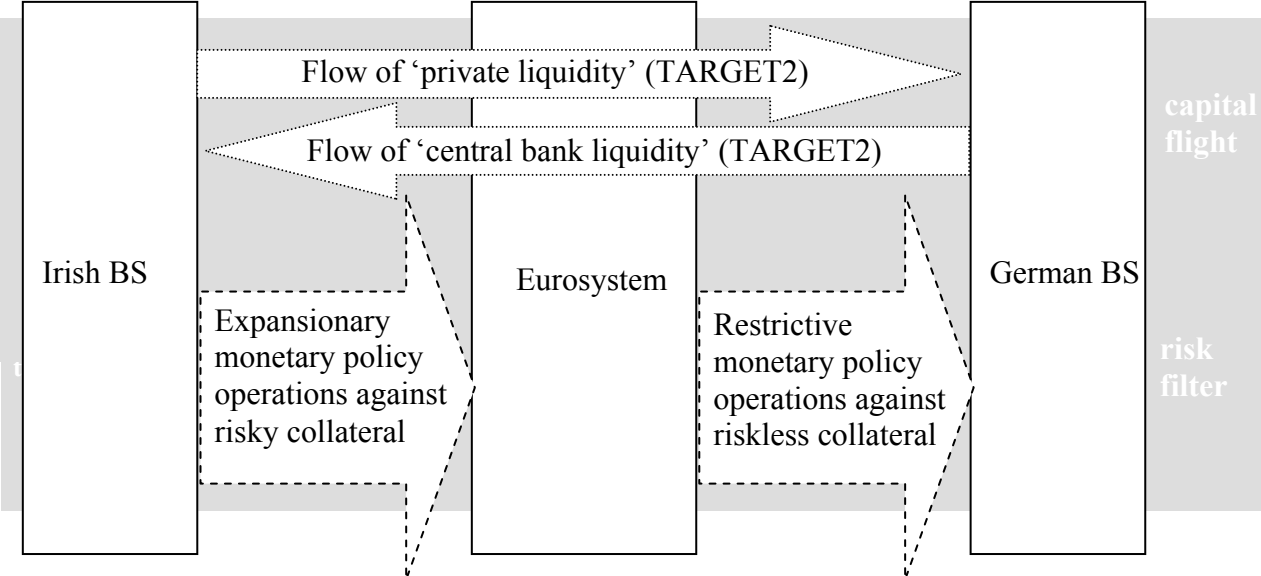 Flow of ‘private liquidity’ (TARGET2)
capital
flight
Flow of ‘central bank liquidity’ (TARGET2)
Irish BS
Eurosystem
German BS
Expansionary
monetary policy
operations against
risky collateral
Restrictive
monetary policy
operations against
riskless collateral
risk
filter
t